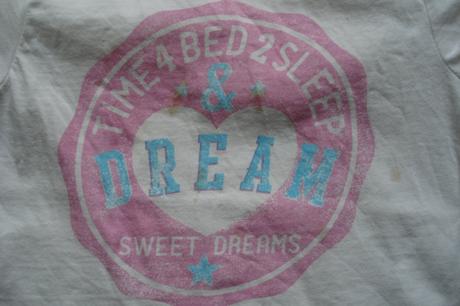 TIME 4 BED 2 SLEEP
&
DREAM
SWEET DREAMS